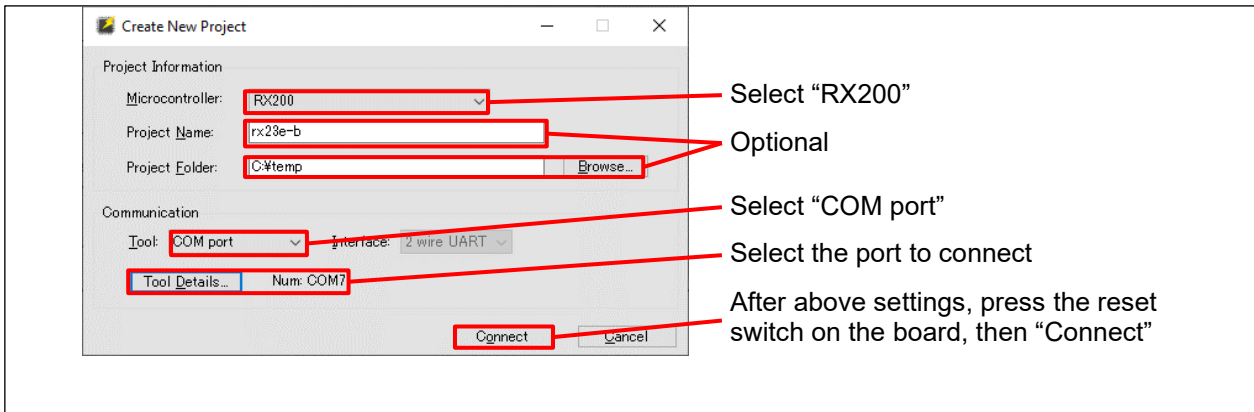 Create New Project
Project Information
Microcontroller: RX200
Select “RX200”
Project Name: rx23e-b
Optional
Project Folder: C:¥temp Browse...
Communication
Select “COM port”
Tool: COM port Interface: 2 wire UART
Select the port to connect
Tool Details... Num: COM7
After above settings, press the reset
switch on the board, then “Connect”
Connect Cancel